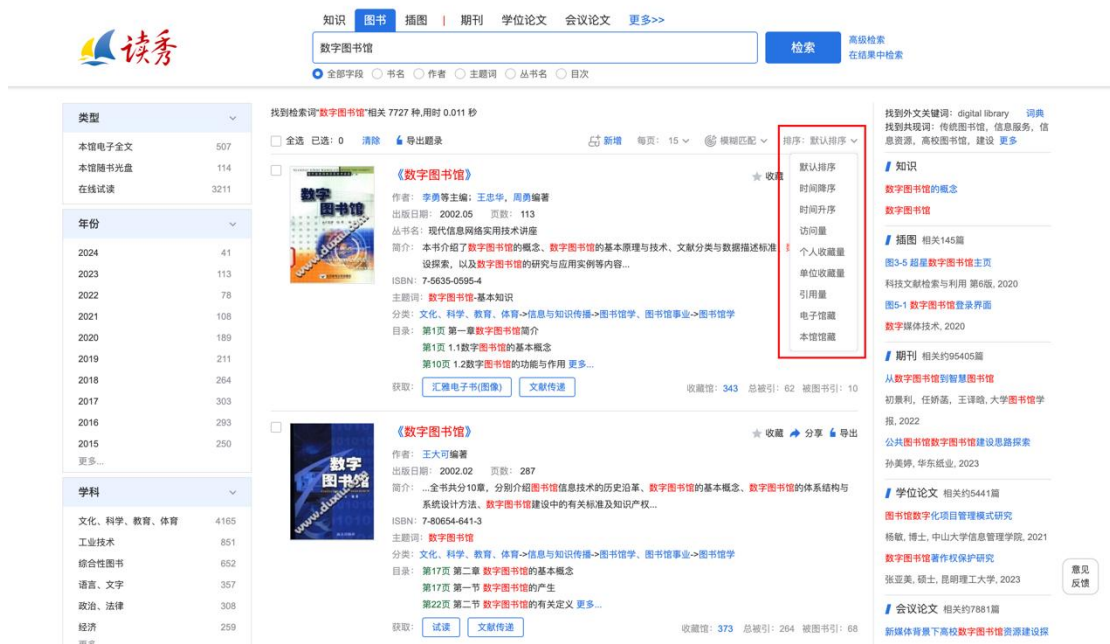 读秀
知识 图书 插图 | 期刊 学位论文 会议论文 更多>>
数字图书馆
检索
高级检索
在结果中检索
全部字段 书名 作者 主题词 丛书名 目次
类型
本馆电子全文 507
本馆随书光盘 114
在线试读 3211
年份
2024 41
2023 113
2022 78
2021 108
2020 189
2019 211
2018 264
2017 303
2016 293
2015 250
更多...
学科
文化、科学、教育、体育 4165
工业技术 851
综合性图书 652
语言、文字 357
政治、法律 308
经济 259
找到检索词"数字图书馆"相关 7727 种,用时 0.011 秒
全选 已选：0 清除 导出题录 新增 每页：15 模糊匹配 排序：默认排序
默认排序
时间降序
时间升序
访问量
个人收藏量
单位收藏量
引用量
电子馆藏
本馆馆藏
数字
图书馆
www.duxiu.com
《数字图书馆》
收藏
作者： 李勇等主编；王忠华，周勇编著
出版日期： 2002.05 页数： 113
丛书名：现代信息网络实用技术讲座
简介： 本书介绍了数字图书馆的概念、数字图书馆的基本原理与技术、文献分类与数据描述标准
设探索，以及数字图书馆的研究与应用实例等内容...
ISBN：7-5635-0595-4
主题词：数字图书馆-基本知识
分类：文化、科学、教育、体育->信息与知识传播->图书馆学、图书馆事业->图书馆学
目录： 第1页 第一章数字图书馆简介
第1页 1.1数字图书馆的基本概念
第10页 1.2数字图书馆的功能与作用 更多...
获取： 汇雅电子书(图像) 文献传递 收藏馆：343 总被引：62 被图书引：10
数字
图书馆
www.duxiu.com
《数字图书馆》
收藏 分享 导出
作者： 王大可编著
出版日期： 2002.02 页数： 287
简介： ...全书共分10章，分别介绍图书馆信息技术的历史沿革、数字图书馆的基本概念、数字图书馆的体系结构与
系统设计方法、数字图书馆建设中的有关标准及知识产权...
ISBN：7-80654-641-3
主题词：数字图书馆
分类：文化、科学、教育、体育->信息与知识传播->图书馆学、图书馆事业->图书馆学
目录： 第17页 第二章 数字图书馆的基本概念
第17页 第一节 数字图书馆的产生
第22页 第二节 数字图书馆的有关定义 更多...
获取： 试读 文献传递 收藏馆：373 总被引：264 被图书引：68
找到外文关键词：digital library 词典
找到共现词：传统图书馆，信息服务，信
息资源，高校图书馆，建设 更多
知识
数字图书馆的概念
数字图书馆
插图 相关145篇
图3-5 超星数字图书馆主页
科技文献检索与利用 第6版, 2020
图5-1 数字图书馆登录界面
数字媒体技术, 2020
期刊 相关约95405篇
从数字图书馆到智慧图书馆
初景利，任娇菡，王译晗, 大学图书馆学
报, 2022
公共图书馆数字图书馆建设思路探索
孙美婷, 华东纸业, 2023
学位论文 相关约5441篇
图书馆数字化项目管理模式研究
杨敏, 博士, 中山大学信息管理学院, 2021
数字图书馆著作权保护研究
张亚美, 硕士, 昆明理工大学, 2023
会议论文 相关约7881篇
新媒体背景下高校数字图书馆资源建设探
意见
反馈